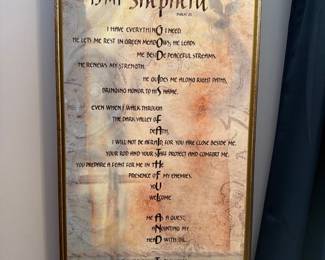 is my Shepherd
PSALM 23
I HAVE EVERYTHING I NEED.
HE LETS ME REST IN GREEN MEADOWS; HE LEADS
ME BESIDE PEACEFUL STREAMS.
HE RENEWS MY STRENGTH.
HE GUIDES ME ALONG RIGHT PATHS,
BRINGING HONOR TO HIS NAME.
EVEN WHEN I WALK THROUGH
THE DARK VALLEY OF
DEATH,
I WILL NOT BE AFRAID, FOR YOU ARE CLOSE BESIDE ME.
YOUR ROD AND YOUR STAFF PROTECT AND COMFORT ME.
YOU PREPARE A FEAST FOR ME IN THE
PRESENCE OF MY ENEMIES.
YOU
WELCOME
ME AS A GUEST,
ANOINTING MY
HEAD WITH OIL.